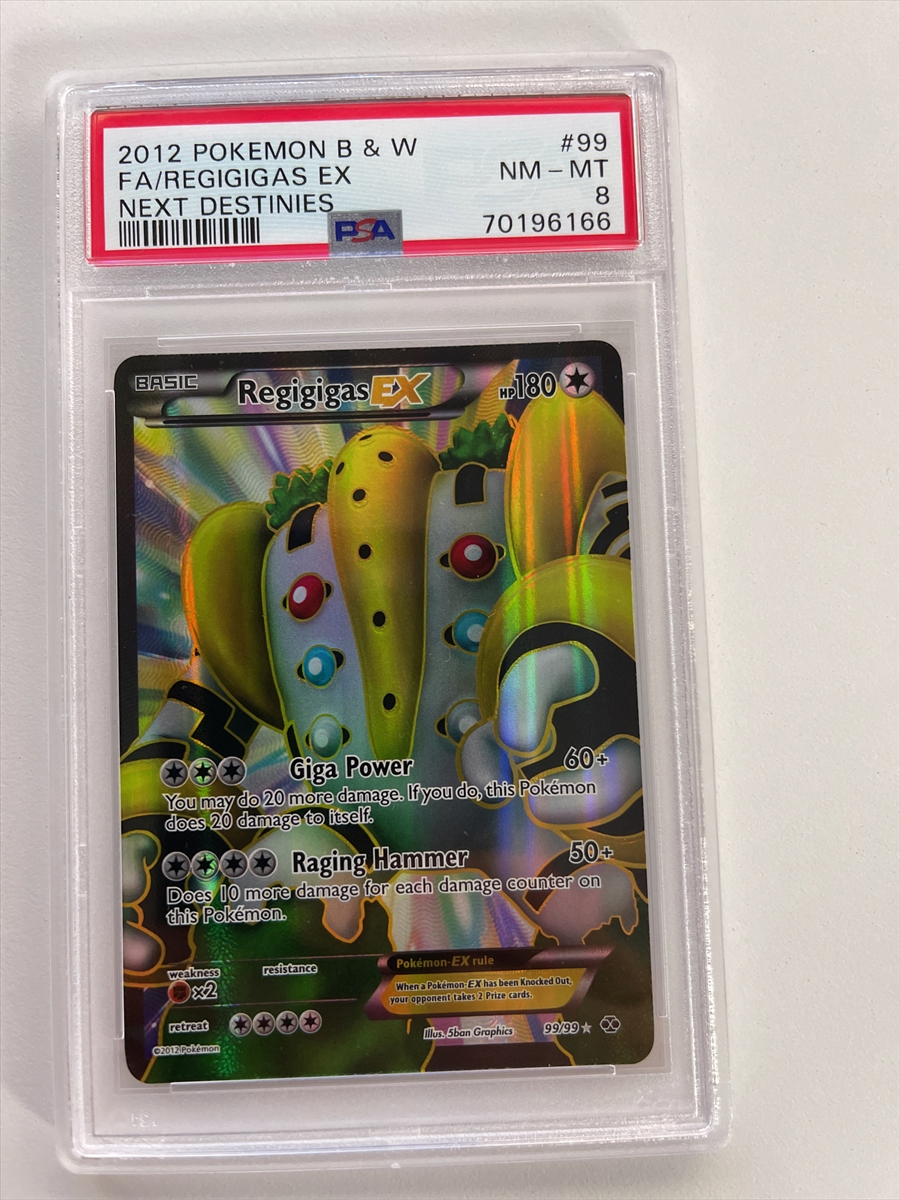 2012 POKEMON B & W #99
FA/REGIGIGAS EX NM - MT
NEXT DESTINIES 8
PSA 70196166
BASIC Regigigas EX HP180
Giga Power 60+
You may do 20 more damage. If you do, this Pokémon
does 20 damage to itself.
Raging Hammer 50+
Does 10 more damage for each damage counter on
this Pokémon.
weakness resistance
×2
Pokémon-EX rule
When a Pokémon-EX has been Knocked Out,
your opponent takes 2 Prize cards.
retreat
Illus. 5ban Graphics 99/99
©2012 Pokémon